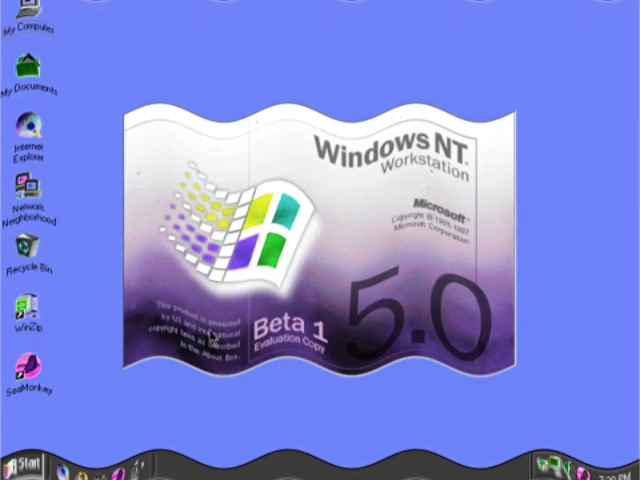 My Computer
My Documents
Internet
Explorer
Network
Neighborhood
Recycle Bin
WinZip
SeaMonkey
Windows NT
Workstation
Microsoft
Copyright © 1985-1997
Microsoft Corporation
5.0
Beta 1
Evaluation Copy
This product is protected
by US and international
copyright laws as described
in the About Box.
Start